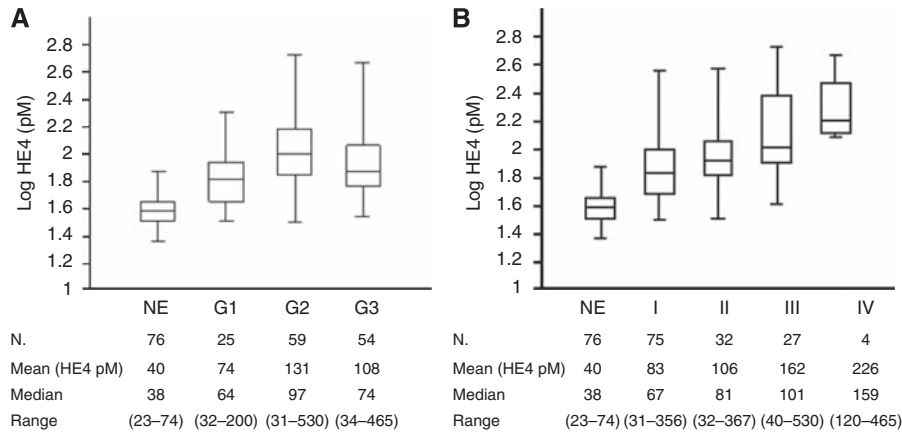 A
Log HE4 (pM)
2.8
2.6
2.4
2.2
2
1.8
1.6
1.4
1.2
1
NE G1 G2 G3
N. 76 25 59 54
Mean (HE4 pM) 40 74 131 108
Median 38 64 97 74
Range (23–74) (32–200) (31–530) (34–465)
B
Log HE4 (pM)
2.8
2.6
2.4
2.2
2
1.8
1.6
1.4
1.2
1
NE I II III IV
N. 76 75 32 27 4
Mean (HE4 pM) 40 83 106 162 226
Median 38 67 81 101 159
Range (23–74) (31–356) (32–367) (40–530) (120–465)